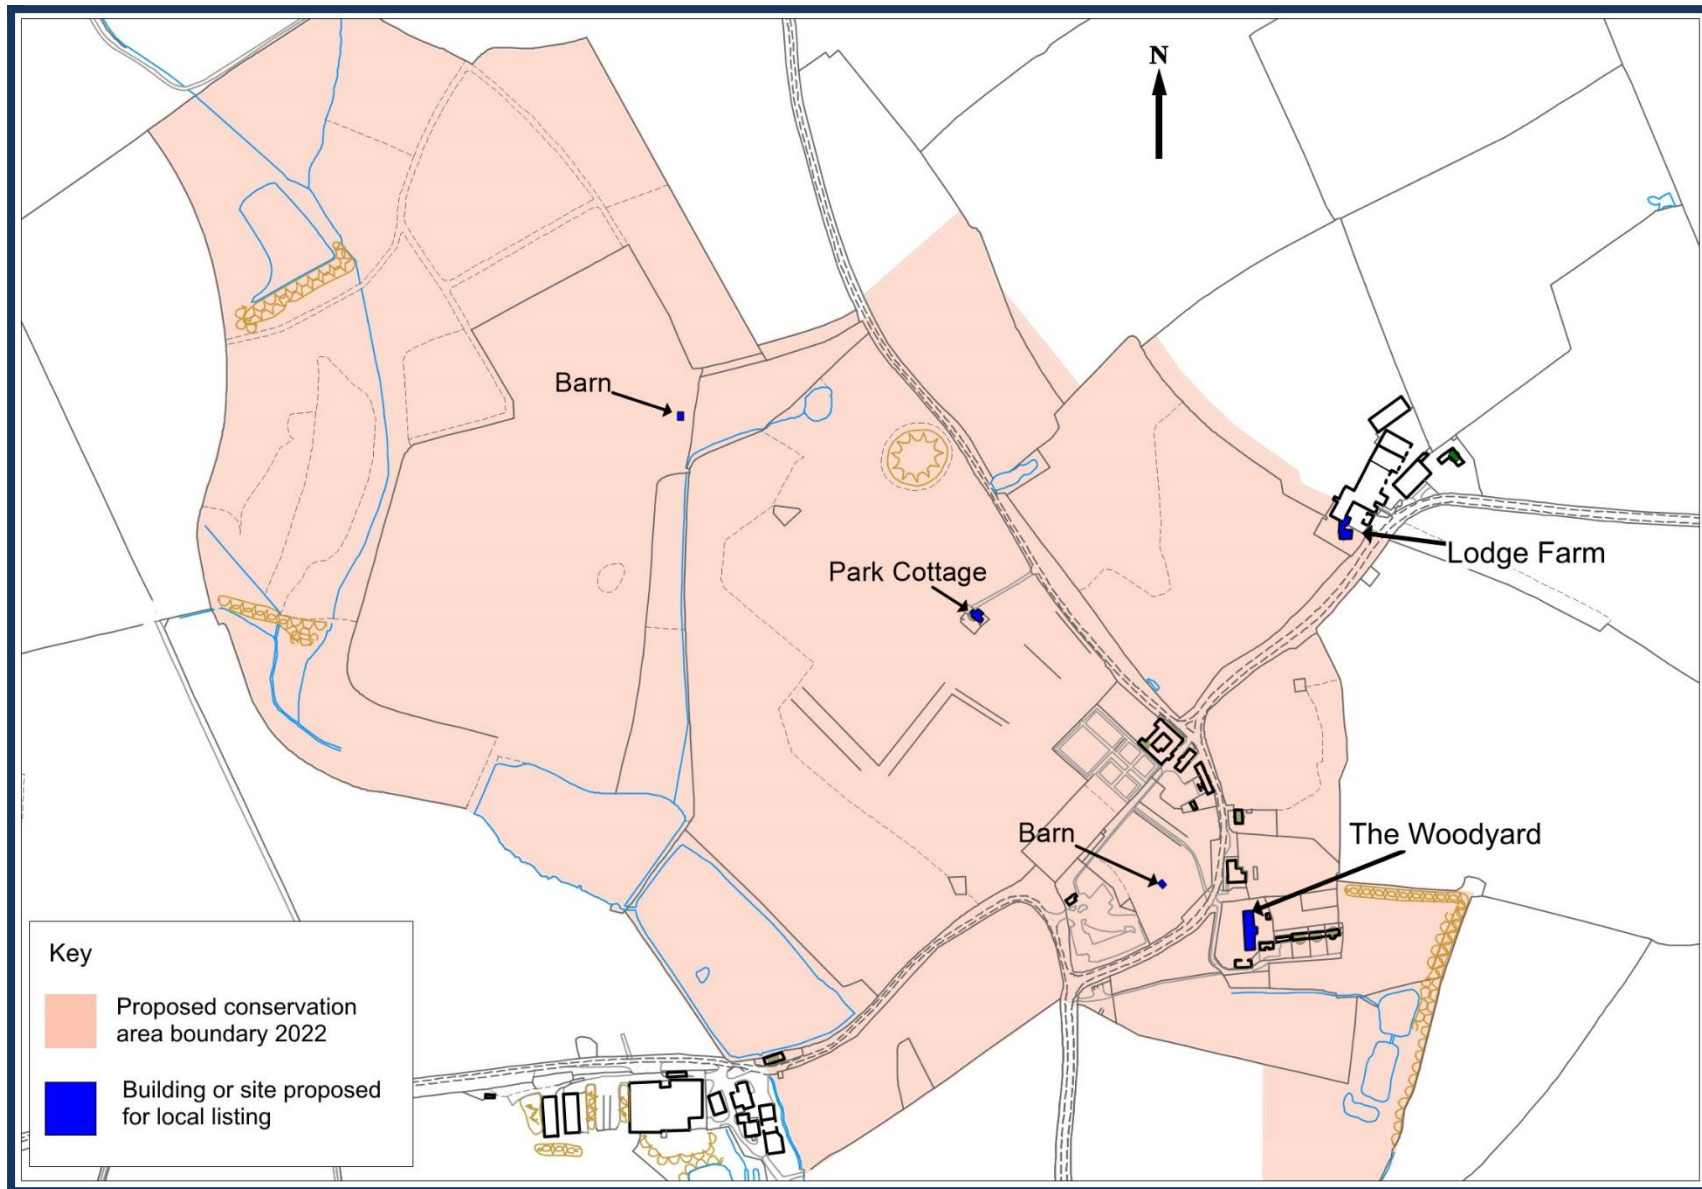 N
Barn
Park Cottage
Lodge Farm
Barn
The Woodyard
Key
Proposed conservation
area boundary 2022
Building or site proposed
for local listing